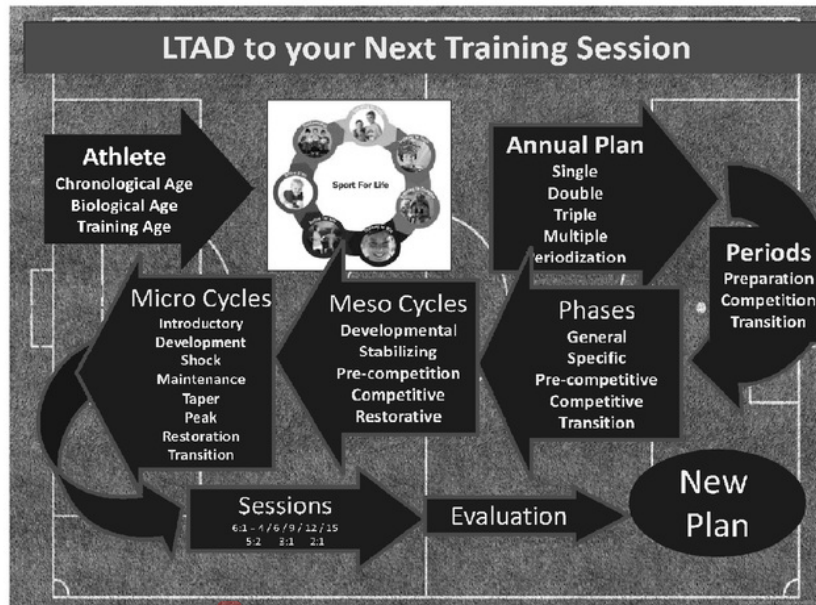 LTAD to your Next Training Session
Athlete
Chronological Age
Biological Age
Training Age
Sport For Life
Annual Plan
Single
Double
Triple
Multiple
Periodization
Periods
Preparation
Competition
Transition
Phases
General
Specific
Pre-competitive
Competitive
Transition
Meso Cycles
Developmental
Stabilizing
Pre-competition
Competitive
Restorative
Micro Cycles
Introductory
Development
Shock
Maintenance
Taper
Peak
Restoration
Transition
Sessions
6:1 - 4 / 6 / 9 / 12 / 15
5:2 3:1 2:1
Evaluation
New
Plan